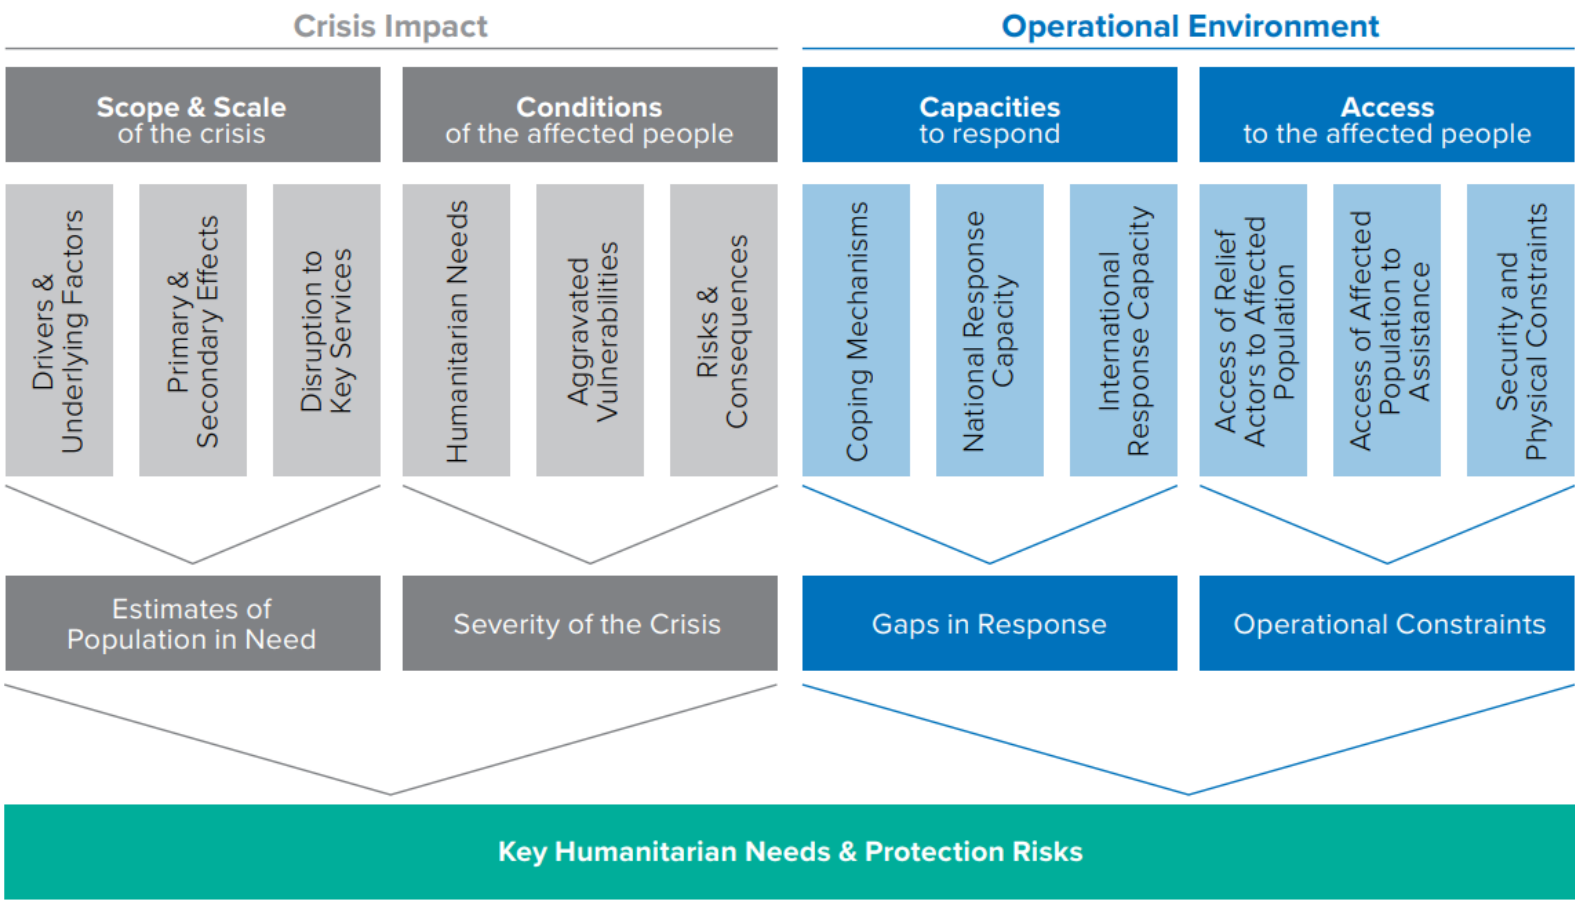 Crisis Impact
Operational Environment
Scope & Scale
of the crisis
Conditions
of the affected people
Capacities
to respond
Access
to the affected people
Drivers &
Underlying Factors
Primary &
Secondary Effects
Disruption to
Key Services
Humanitarian Needs
Aggravated
Vulnerabilities
Risks &
Consequences
Coping Mechanisms
National Response
Capacity
International
Response Capacity
Access of Relief
Actors to Affected
Population
Access of Affected
Population to
Assistance
Security and
Physical Constraints
Estimates of
Population in Need
Severity of the Crisis
Gaps in Response
Operational Constraints
Key Humanitarian Needs & Protection Risks